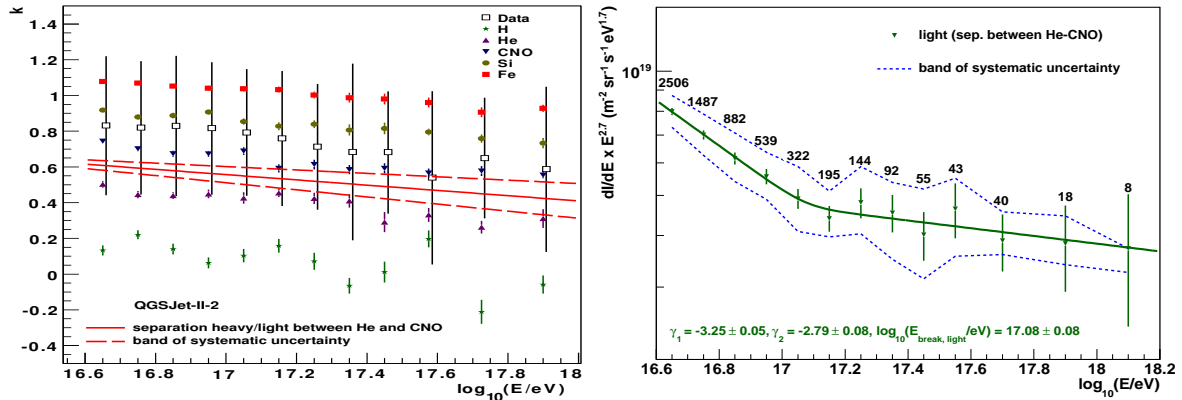 k
1.4
1.2
1
0.8
0.6
0.4
0.2
0
-0.2
-0.4
Data
H
He
CNO
Si
Fe
QGSJet-II-2
separation heavy/light between He and CNO
band of systematic uncertainty
16.6 16.8 17 17.2 17.4 17.6 17.8 18
log10(E/eV)
dI/dE x E^2.7 (m^-2 sr^-1 s^-1 eV^1.7)
10^19
light (sep. between He-CNO)
band of systematic uncertainty
2506
1487
882
539
322
195
144
92
55
43
40
18
8
γ1 = -3.25 ± 0.05, γ2 = -2.79 ± 0.08, log10(Ebreak, light/eV) = 17.08 ± 0.08
16.6 16.8 17 17.2 17.4 17.6 17.8 18 18.2
log10(E/eV)